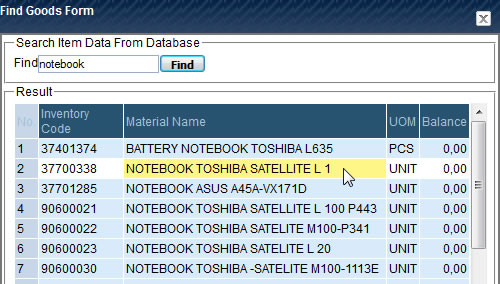 Find Goods Form
Search Item Data From Database
Find notebook Find
Result
No Inventory Code Material Name UOM Balance
1 37401374 BATTERY NOTEBOOK TOSHIBA L635 PCS 0,00
2 37700338 NOTEBOOK TOSHIBA SATELLITE L 1 UNIT 0,00
3 37701285 NOTEBOOK ASUS A45A-VX171D UNIT 0,00
4 90600021 NOTEBOOK TOSHIBA SATELLITE L 100 P443 UNIT 0,00
5 90600022 NOTEBOOK TOSHIBA SATELITE M100-P341 UNIT 0,00
6 90600023 NOTEBOOK TOSHIBA SATELLITE L 20 UNIT 0,00
7 90600030 NOTEBOOK TOSHIBA -SATELITE M100-1113E UNIT 0,00